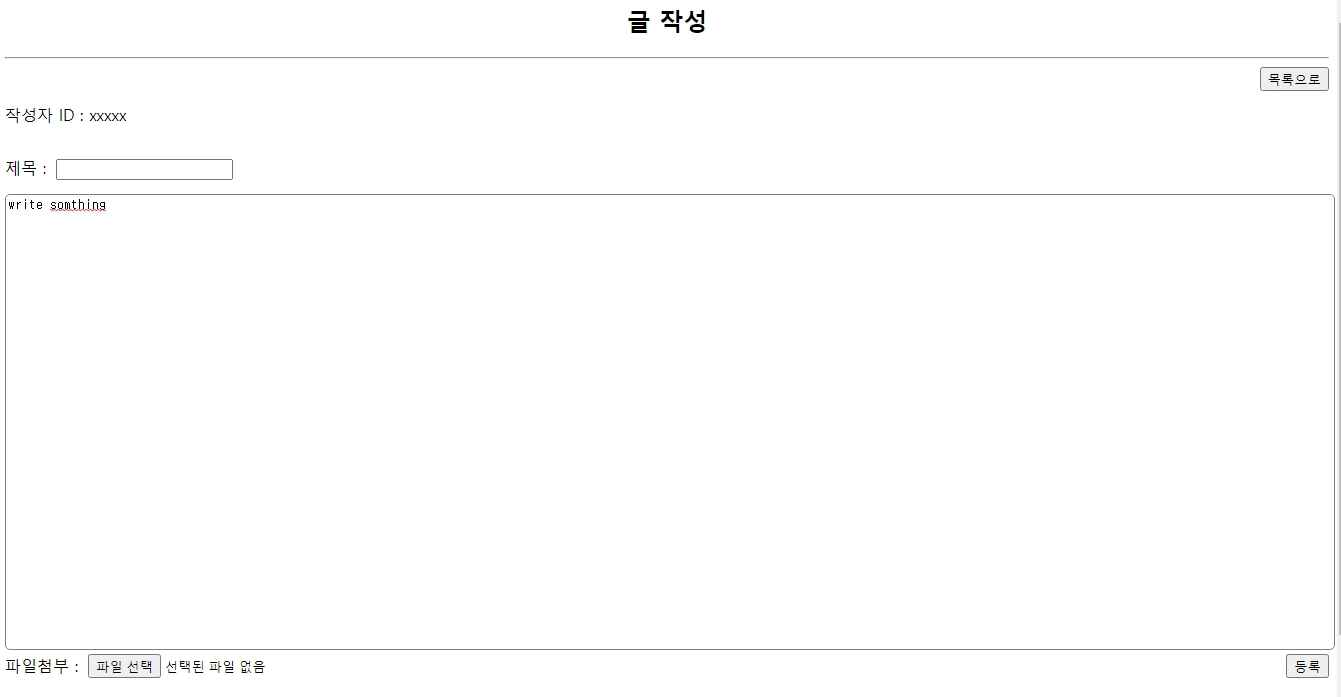 글 작성
목록으로
작성자 ID : xxxxx
제목 :
write somthing
파일첨부 : 파일 선택 선택된 파일 없음 등록